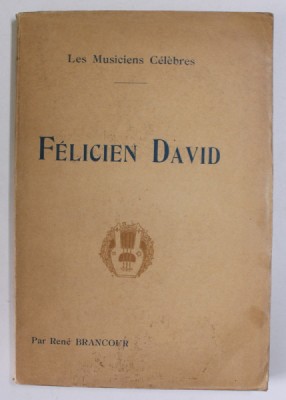 Les Musiciens Célèbres
FÉLICIEN DAVID
Par René BRANCOUR